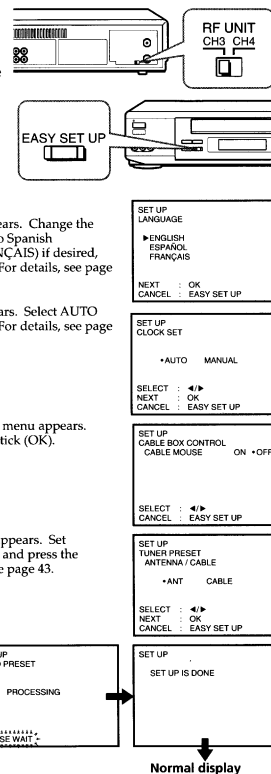 RF UNIT
CH3 CH4
EASY SET UP
ears. Change the
o Spanish
NÇAIS) if desired,
For details, see page
SET UP
LANGUAGE
▶ENGLISH
ESPAÑOL
FRANÇAIS
NEXT : OK
CANCEL : EASY SET UP
ars. Select AUTO
For details, see page
SET UP
CLOCK SET
•AUTO MANUAL
SELECT : ◀/▶
NEXT : OK
CANCEL : EASY SET UP
menu appears.
tick (OK).
SET UP
CABLE BOX CONTROL
CABLE MOUSE ON •OFF
SELECT : ◀/▶
CANCEL : EASY SET UP
ppears. Set
and press the
e page 43.
SET UP
TUNER PRESET
ANTENNA / CABLE
•ANT CABLE
SELECT : ◀/▶
NEXT : OK
CANCEL : EASY SET UP
UP
O PRESET
PROCESSING
SE WAIT
SET UP
SET UP IS DONE
Normal display